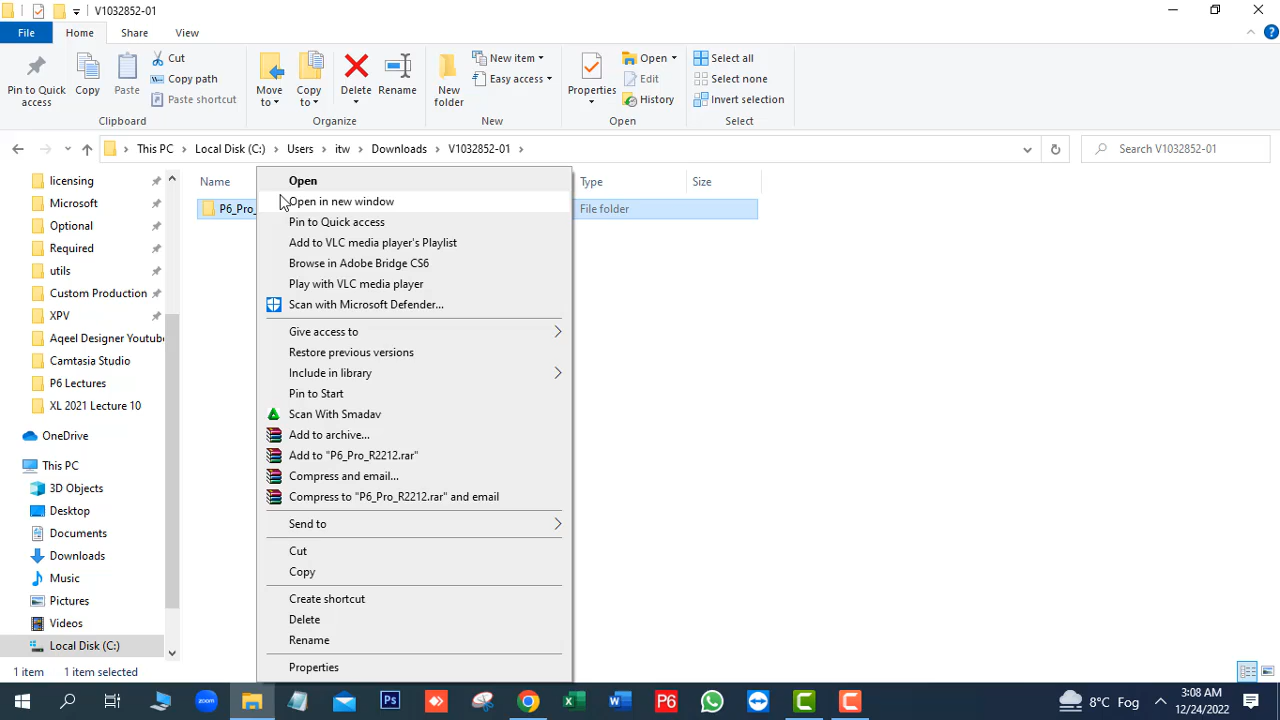 V1032852-01
File Home Share View
Pin to Quick access
Copy
Paste
Cut
Copy path
Paste shortcut
Clipboard
Move to
Copy to
Delete
Rename
Organize
New folder
New item
Easy access
New
Properties
Open
Edit
History
Open
Select all
Select none
Invert selection
Select
This PC Local Disk (C:) Users itw Downloads V1032852-01
Search V1032852-01
licensing
Microsoft
Optional
Required
utils
Custom Production
XPV
Aqeel Designer Youtub
Camtasia Studio
P6 Lectures
XL 2021 Lecture 10
OneDrive
This PC
3D Objects
Desktop
Documents
Downloads
Music
Pictures
Videos
Local Disk (C:)
Name Type Size
P6_Pro_ File folder
Open
Open in new window
Pin to Quick access
Add to VLC media player's Playlist
Browse in Adobe Bridge CS6
Play with VLC media player
Scan with Microsoft Defender...
Give access to
Restore previous versions
Include in library
Pin to Start
Scan With Smadav
Add to archive...
Add to "P6_Pro_R2212.rar"
Compress and email...
Compress to "P6_Pro_R2212.rar" and email
Send to
Cut
Copy
Create shortcut
Delete
Rename
Properties
1 item 1 item selected
zoom
Ps
P6
8°C Fog
3:08 AM
12/24/2022